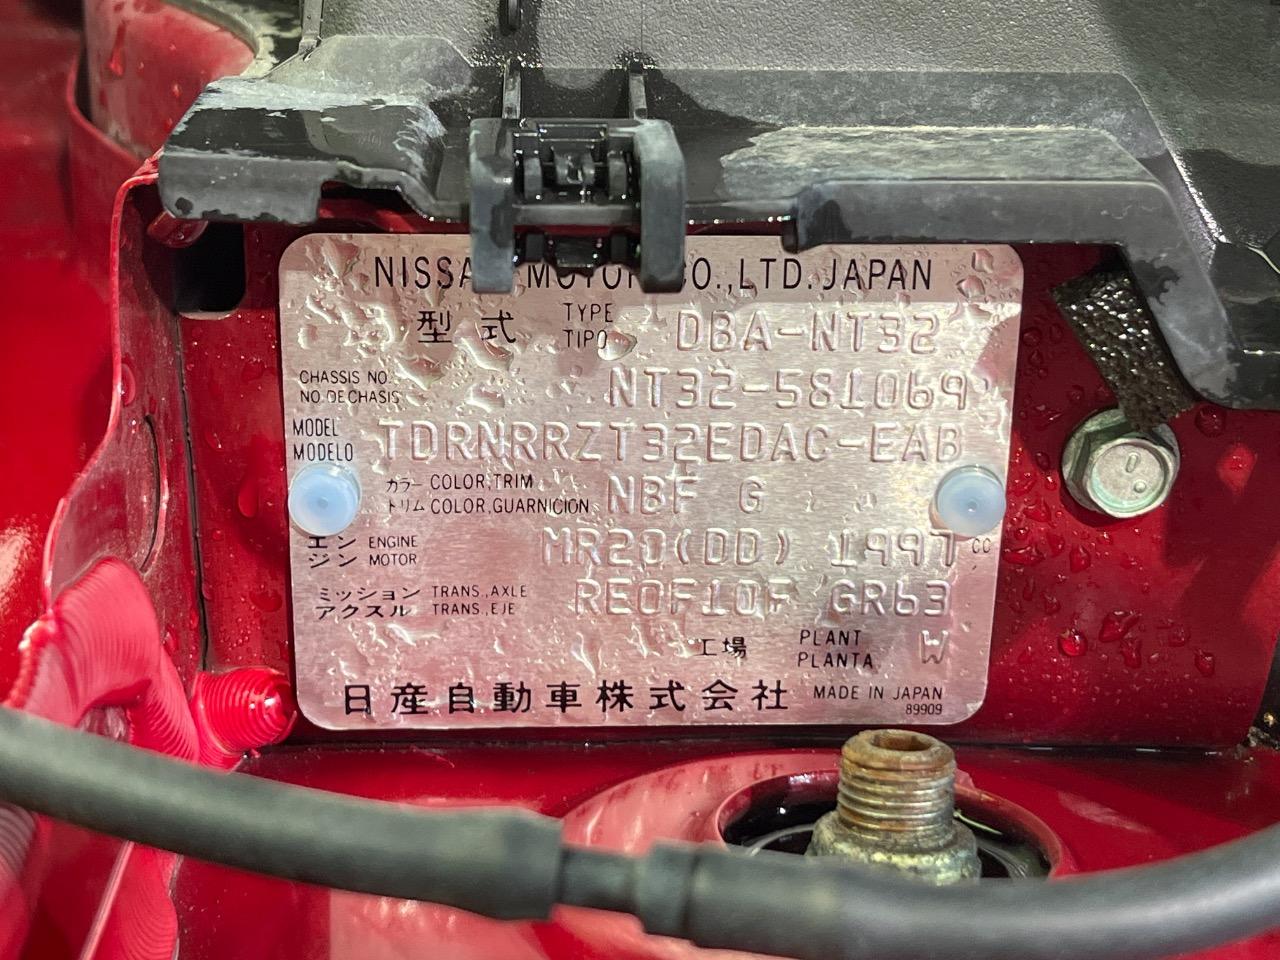 NISSAN MOTOR CO.,LTD. JAPAN
型式 TYPE TIPO DBA-NT32
CHASSIS NO. NO. DE CHASIS NT32-581069
MODEL MODELO TDRNRRZT32EDAC-EAB
カラー COLOR,TRIM
トリム COLOR,GUARNICION NBF G
エン ENGINE
ジン MOTOR MR20(DD) 1997 CC
ミッション TRANS.,AXLE
アクスル TRANS,EJE RE0F10F GR63
工場 PLANT PLANTA W
日産自動車株式会社 MADE IN JAPAN
89909